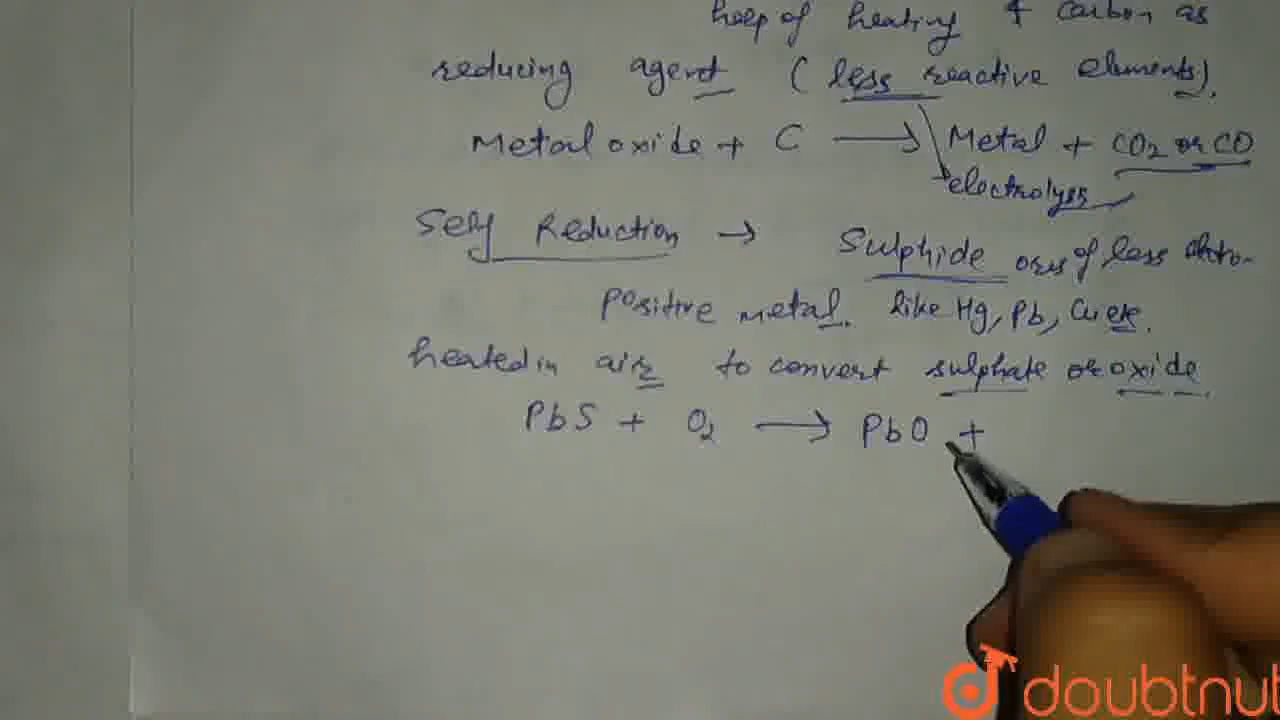 help of heating & carbon as
reducing agent (less reactive elements).
Metal oxide + C → Metal + CO2 or CO
electrolysis
Self Reduction → Sulphide ores of less electro-
positive metal. like Hg, Pb, Cu etc.
heated in air to convert sulphate or oxide
PbS + O2 → PbO +
doubtnut